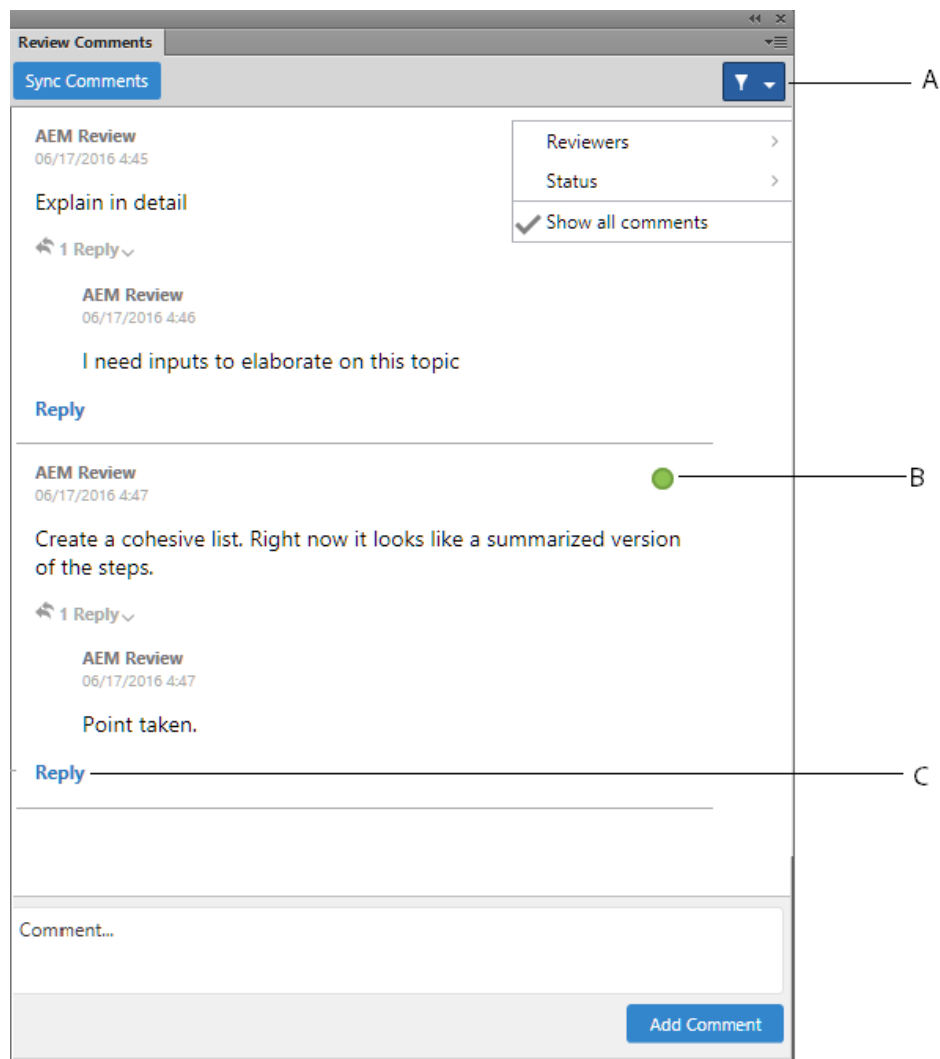 Review Comments
Sync Comments
A
AEM Review
06/17/2016 4:45
Reviewers
Status
Explain in detail
Show all comments
1 Reply
AEM Review
06/17/2016 4:46
I need inputs to elaborate on this topic
Reply
AEM Review
B
06/17/2016 4:47
Create a cohesive list. Right now it looks like a summarized version
of the steps.
1 Reply
AEM Review
06/17/2016 4:47
Point taken.
Reply
C
Comment...
Add Comment